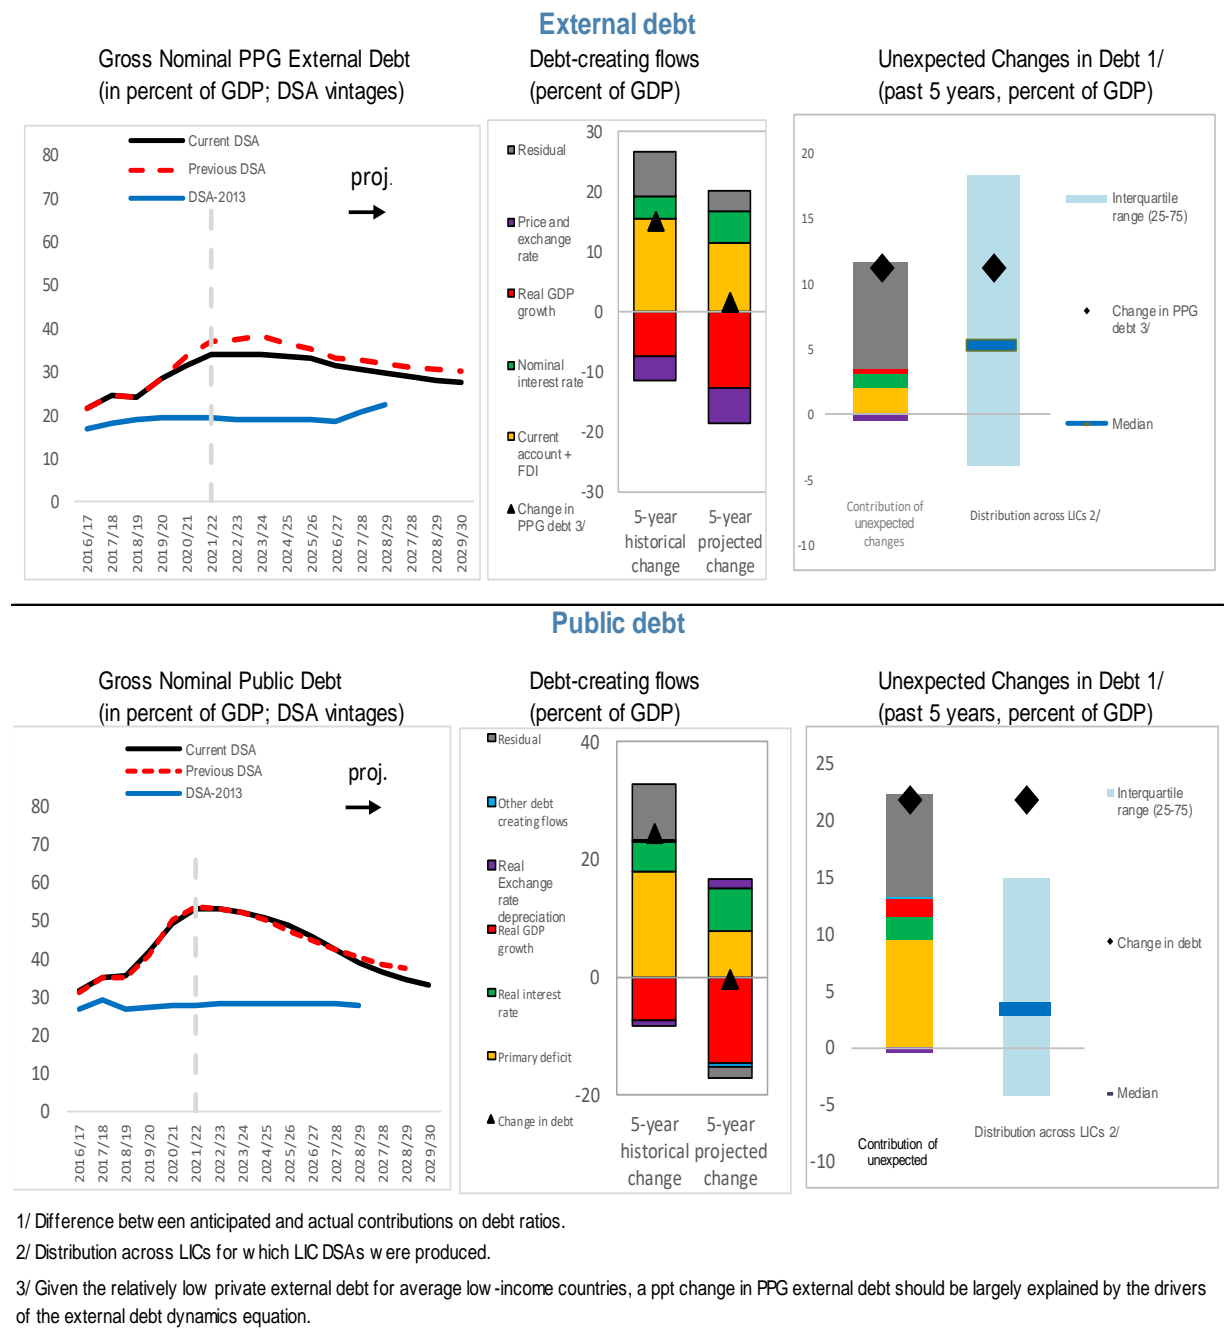 External debt
Gross Nominal PPG External Debt
(in percent of GDP; DSA vintages)
Current DSA
Previous DSA
DSA-2013
proj.
80
70
60
50
40
30
20
10
0
2016/17
2017/18
2018/19
2019/20
2020/21
2021/22
2022/23
2023/24
2024/25
2025/26
2026/27
2027/28
2028/29
2029/30
Debt-creating flows
(percent of GDP)
Residual
Price and
exchange
rate
Real GDP
growth
Nominal
interest rate
Current
account +
FDI
Change in
PPG debt 3/
30
20
10
0
-10
-20
-30
5-year
historical
change
5-year
projected
change
Unexpected Changes in Debt 1/
(past 5 years, percent of GDP)
20
15
10
5
0
-5
-10
Interquartile
range (25-75)
Change in PPG
debt 3/
Median
Contribution of
unexpected
changes
Distribution across LICs 2/
Public debt
Gross Nominal Public Debt
(in percent of GDP; DSA vintages)
Current DSA
Previous DSA
DSA-2013
proj.
80
70
60
50
40
30
20
10
0
2016/17
2017/18
2018/19
2019/20
2020/21
2021/22
2022/23
2023/24
2024/25
2025/26
2026/27
2027/28
2028/29
2029/30
Debt-creating flows
(percent of GDP)
Residual
Other debt
creating flows
Real
Exchange
rate
depreciation
Real GDP
growth
Real interest
rate
Primary deficit
Change in debt
40
20
0
-20
5-year
historical
change
5-year
projected
change
Unexpected Changes in Debt 1/
(past 5 years, percent of GDP)
25
20
15
10
5
0
-5
-10
Interquartile
range (25-75)
Change in debt
Median
Contribution of
unexpected
Distribution across LICs 2/
1/ Difference between anticipated and actual contributions on debt ratios.
2/ Distribution across LICs for which LIC DSAs were produced.
3/ Given the relatively low private external debt for average low-income countries, a ppt change in PPG external debt should be largely explained by the drivers
of the external debt dynamics equation.